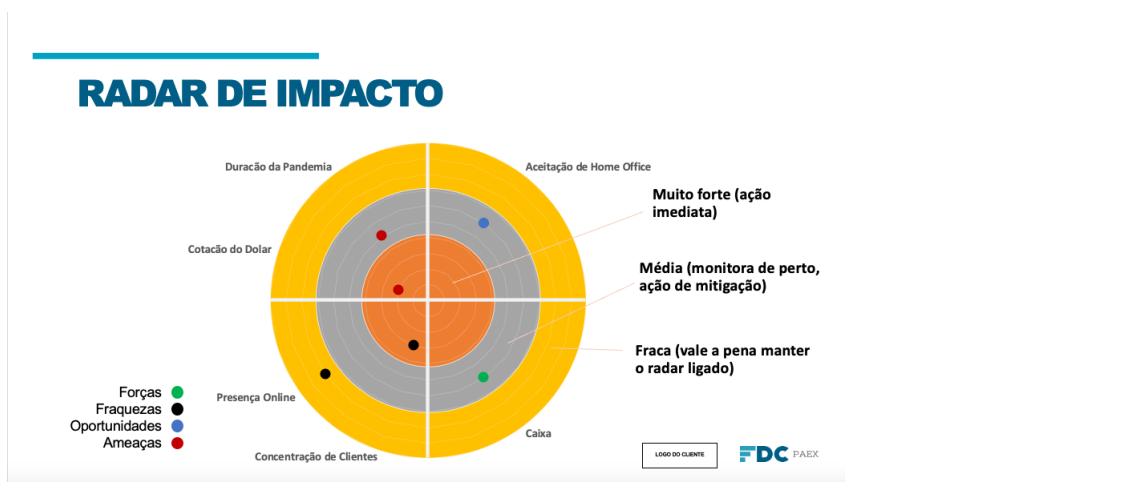 RADAR DE IMPACTO
Duracão da Pandemia
Aceitação de Home Office
Muito forte (ação
imediata)
Cotacão do Dolar
Média (monitora de perto,
ação de mitigação)
Fraca (vale a pena manter
o radar ligado)
Forças
Fraquezas
Oportunidades
Ameaças
Presença Online
Caixa
Concentração de Clientes
LOGO DO CLIENTE
FDC PAEX